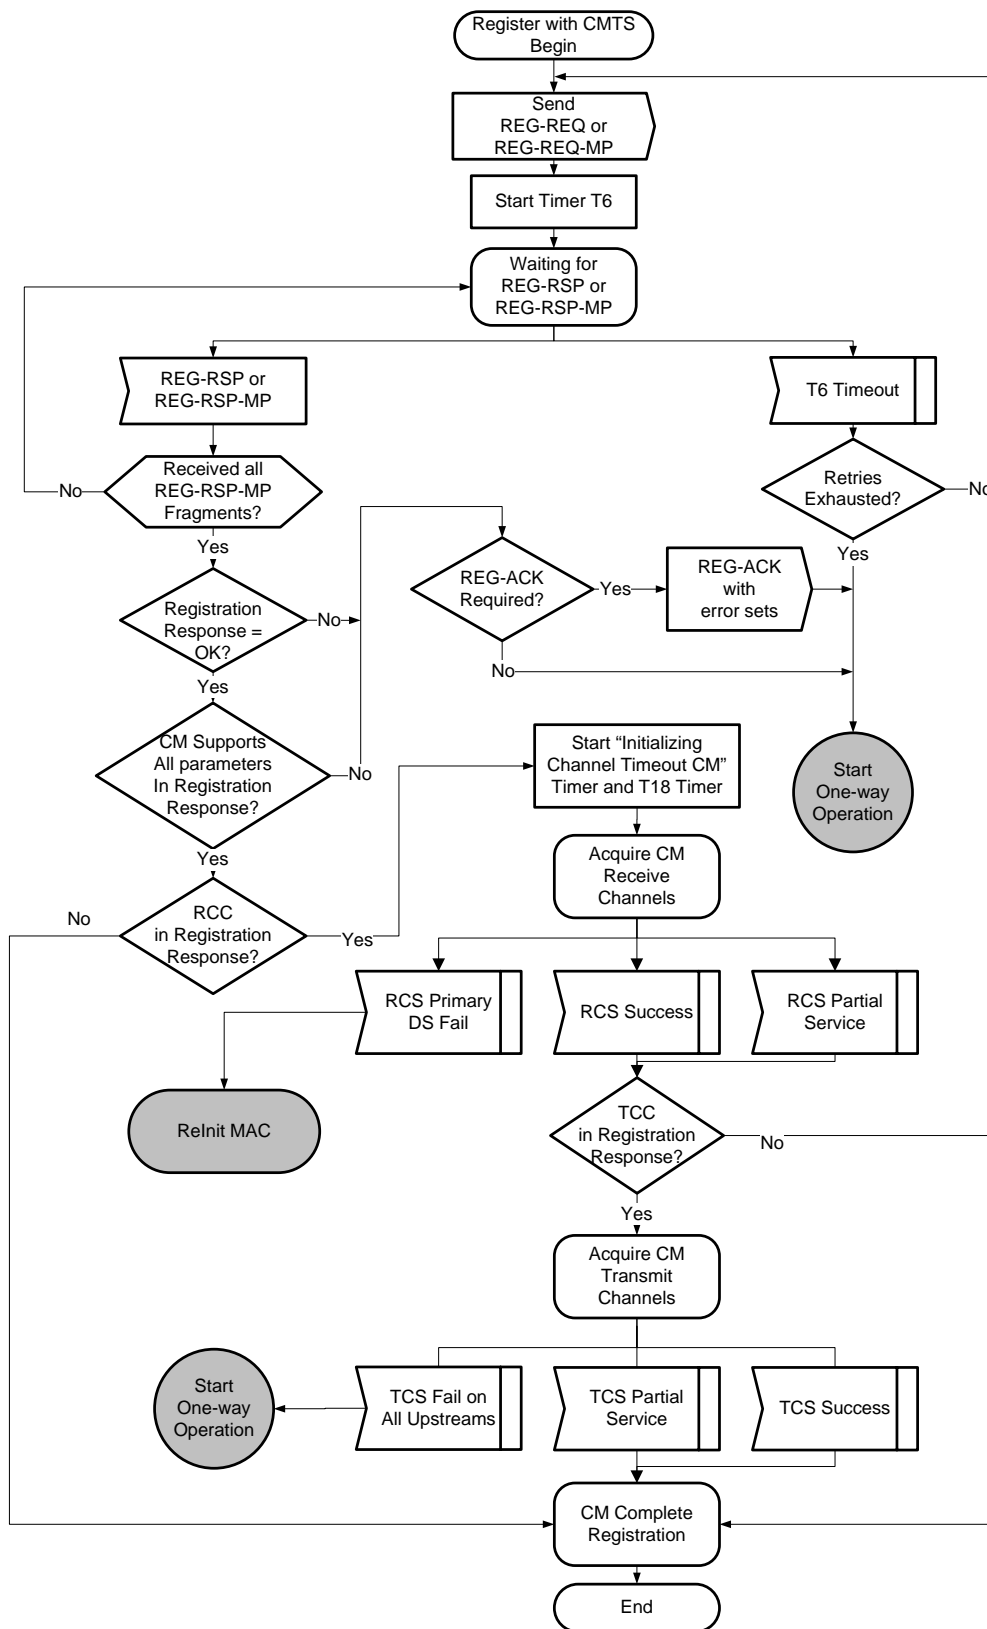 Register with CMTS
Begin
Send
REG-REQ or
REG-REQ-MP
Start Timer T6
Waiting for
REG-RSP or
REG-RSP-MP
REG-RSP or
REG-RSP-MP
T6 Timeout
Received all
REG-RSP-MP
Fragments?
No
Retries
Exhausted?
No
Yes
Yes
REG-ACK
Required?
Yes
REG-ACK
with
error sets
Registration
Response =
OK?
No
No
Yes
CM Supports
All parameters
In Registration
Response?
No
Start “Initializing
Channel Timeout CM”
Timer and T18 Timer
Start
One-way
Operation
Yes
Acquire CM
Receive
Channels
RCC
in Registration
Response?
No
Yes
RCS Primary
DS Fail
RCS Success
RCS Partial
Service
ReInit MAC
TCC
in Registration
Response?
No
Yes
Acquire CM
Transmit
Channels
Start
One-way
Operation
TCS Fail on
All Upstreams
TCS Partial
Service
TCS Success
CM Complete
Registration
End